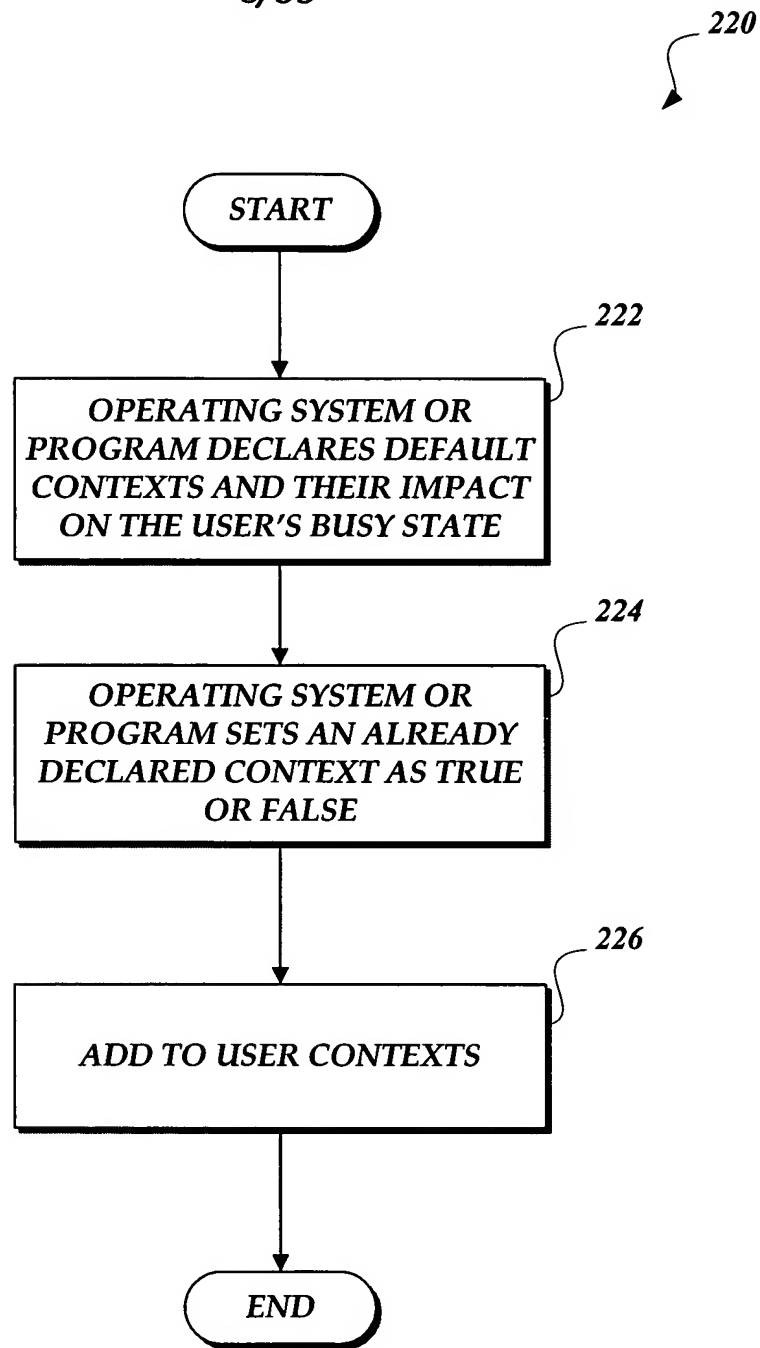 220
START
222
OPERATING SYSTEM OR
PROGRAM DECLARES DEFAULT
CONTEXTS AND THEIR IMPACT
ON THE USER'S BUSY STATE
224
OPERATING SYSTEM OR
PROGRAM SETS AN ALREADY
DECLARED CONTEXT AS TRUE
OR FALSE
226
ADD TO USER CONTEXTS
END